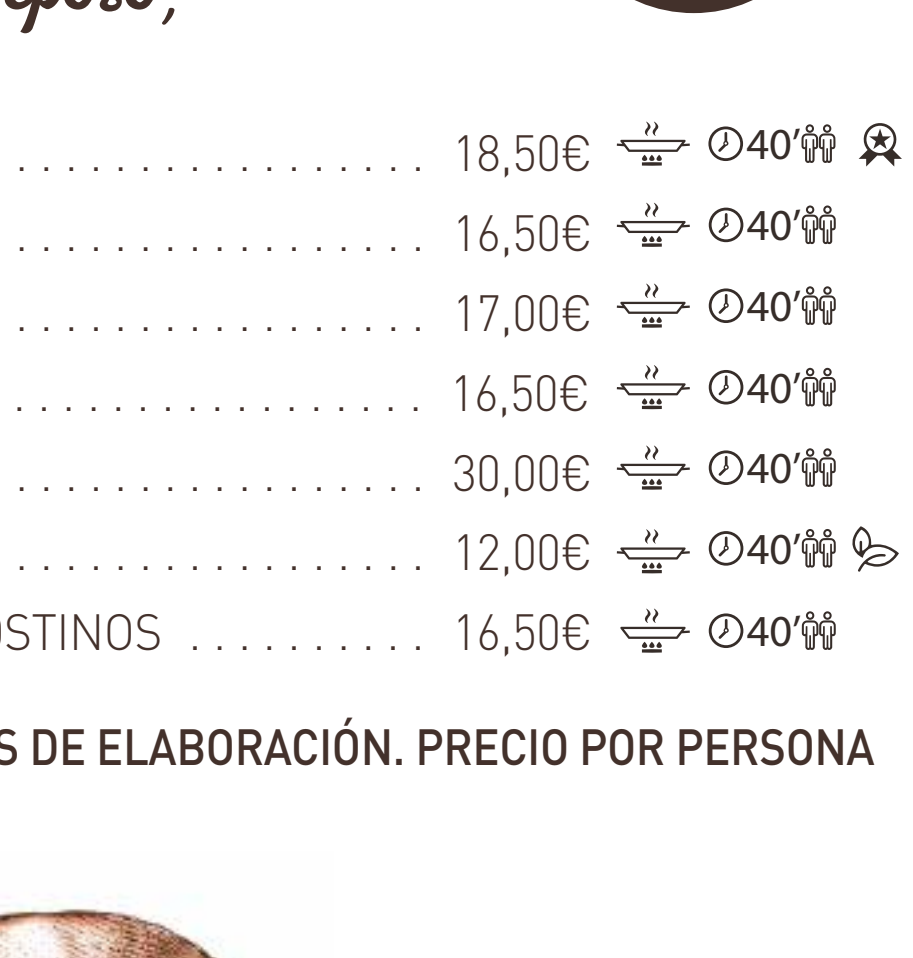 . . . . . . . . . . . . . . . . . 18,50€ 40'
. . . . . . . . . . . . . . . . . 16,50€ 40'
. . . . . . . . . . . . . . . . . 17,00€ 40'
. . . . . . . . . . . . . . . . . 16,50€ 40'
. . . . . . . . . . . . . . . . . 30,00€ 40'
. . . . . . . . . . . . . . . . . 12,00€ 40'
OSTINOS . . . . . . . . . . 16,50€ 40'
S DE ELABORACIÓN. PRECIO POR PERSONA